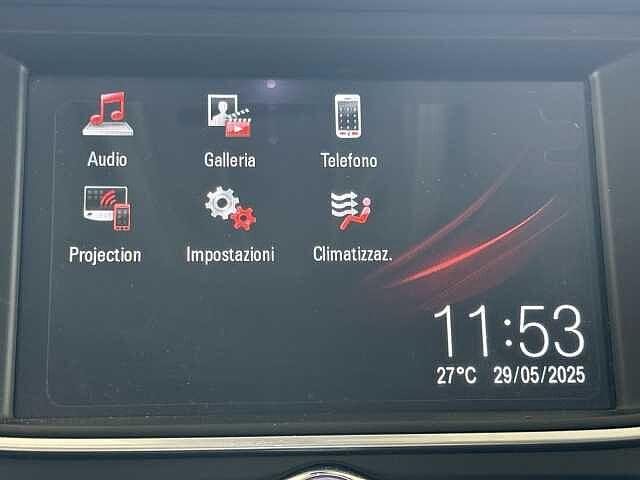 Audio Galleria Telefono
Projection Impostazioni Climatizzaz.
11:53
27°C 29/05/2025